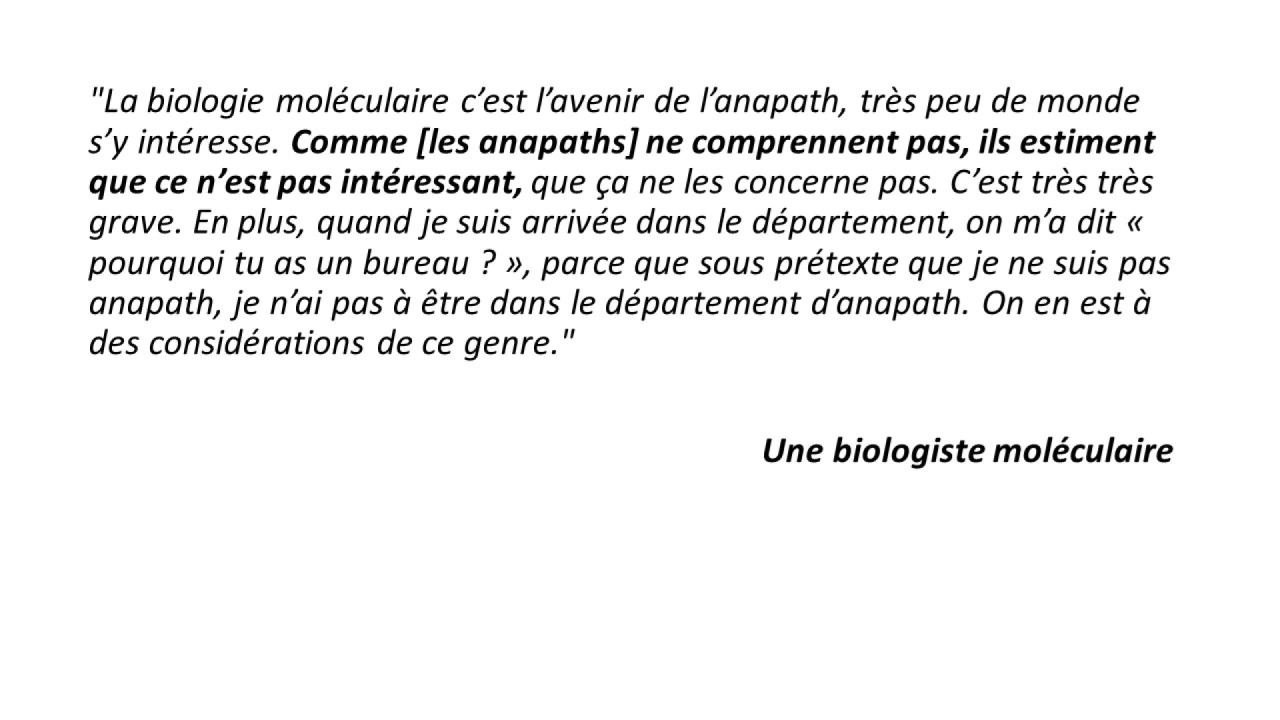 "La biologie moléculaire c’est l’avenir de l’anapath, très peu de monde
s’y intéresse. Comme [les anapaths] ne comprennent pas, ils estiment
que ce n’est pas intéressant, que ça ne les concerne pas. C’est très très
grave. En plus, quand je suis arrivée dans le département, on m’a dit «
pourquoi tu as un bureau ? », parce que sous prétexte que je ne suis pas
anapath, je n’ai pas à être dans le département d’anapath. On en est à
des considérations de ce genre."
Une biologiste moléculaire